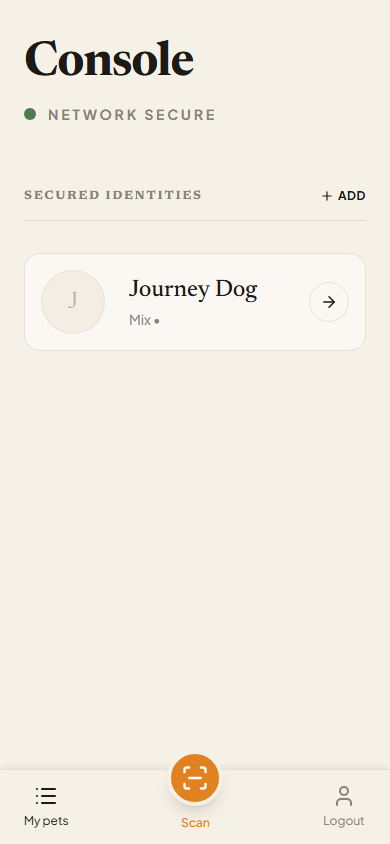 Console
NETWORK SECURE
SECURED IDENTITIES
+ ADD
J
Journey Dog
Mix •
My pets
Scan
Logout